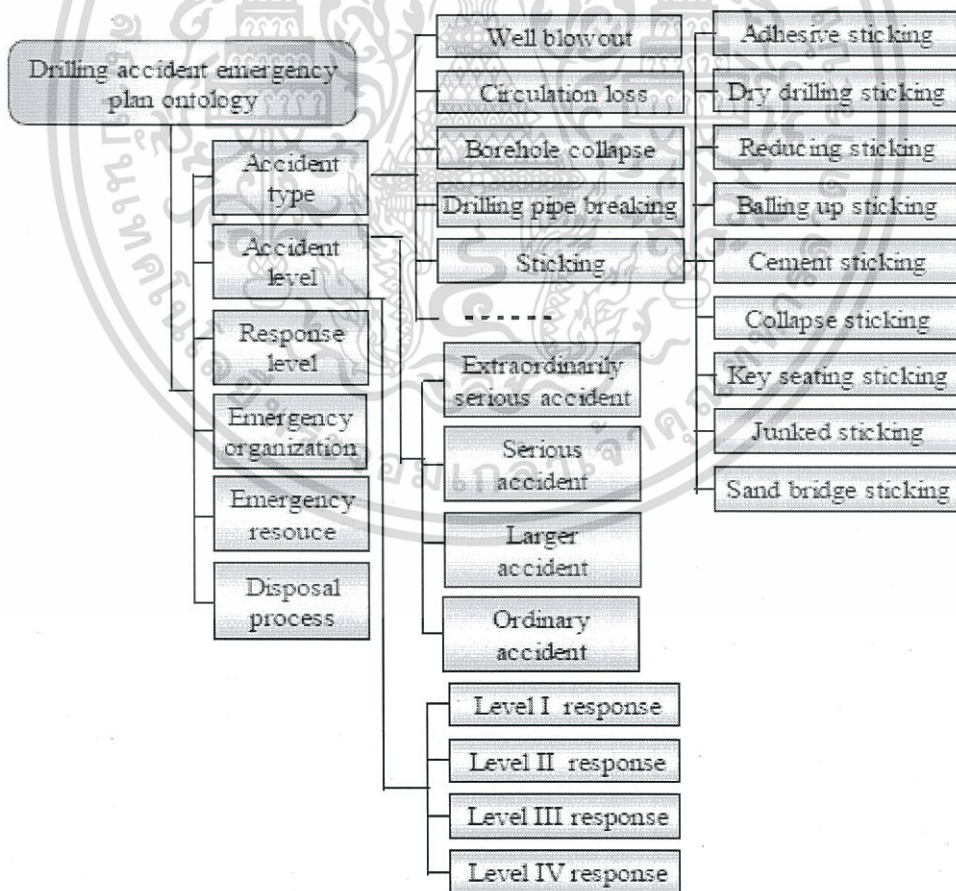 Drilling accident emergency
plan ontology
Accident
type
Accident
level
Response
level
Emergency
organization
Emergency
resouce
Disposal
process
Well blowout
Circulation loss
Borehole collapse
Drilling pipe breaking
Sticking
Extraordinarily
serious accident
Serious
accident
Larger
accident
Ordinary
accident
Level I response
Level II response
Level III response
Level IV response
Adhesive sticking
Dry drilling sticking
Reducing sticking
Balling up sticking
Cement sticking
Collapse sticking
Key seating sticking
Junked sticking
Sand bridge sticking